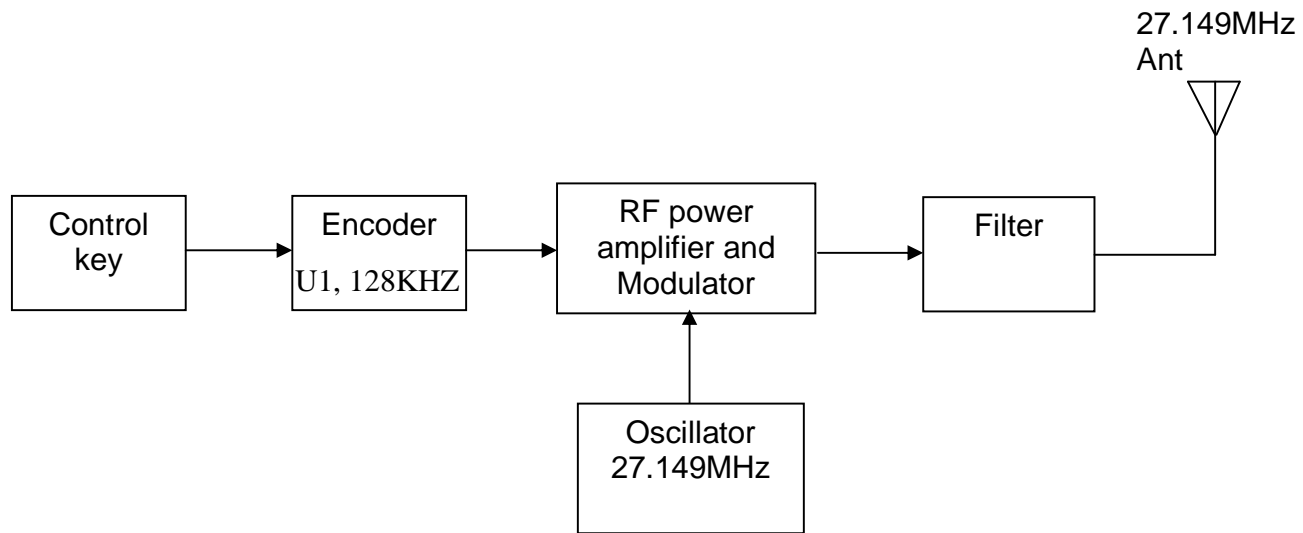 27.149MHz
Ant
Control
key
Encoder
U1, 128KHZ
RF power
amplifier and
Modulator
Filter
Oscillator
27.149MHz